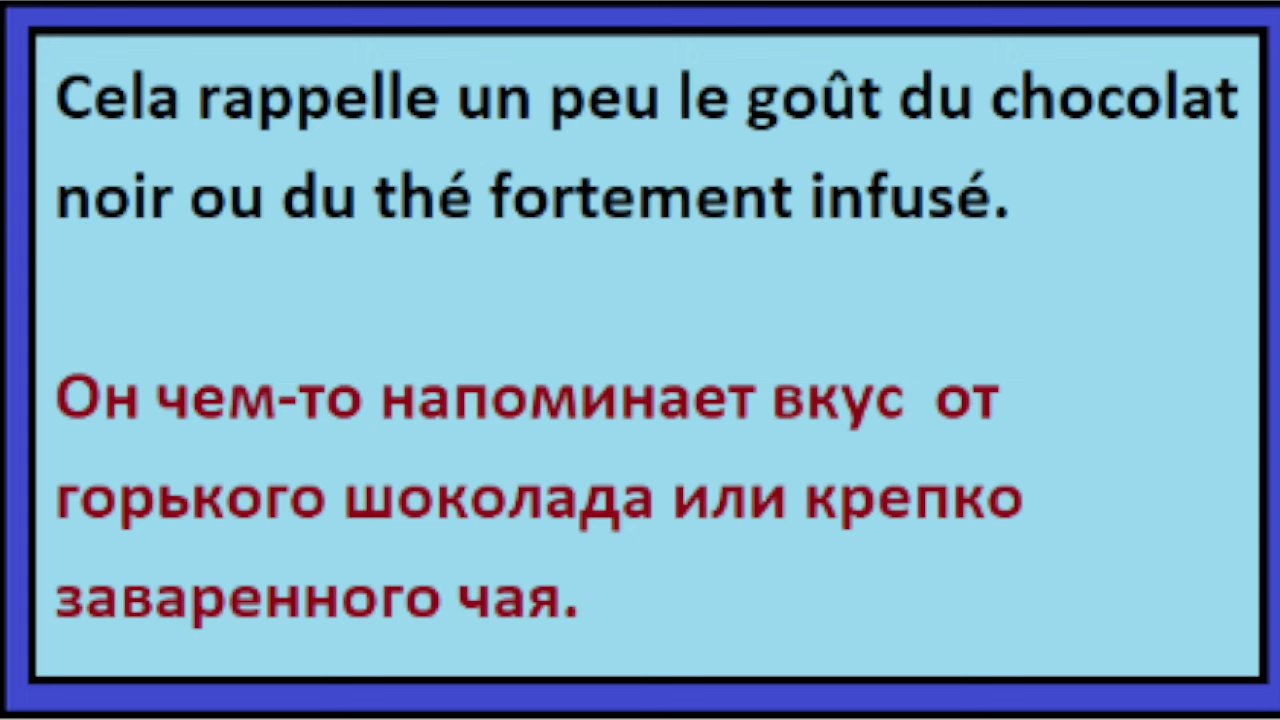 Cela rappelle un peu le goût du chocolat
noir ou du thé fortement infusé.
Он чем-то напоминает вкус от
горького шоколада или крепко
заваренного чая.